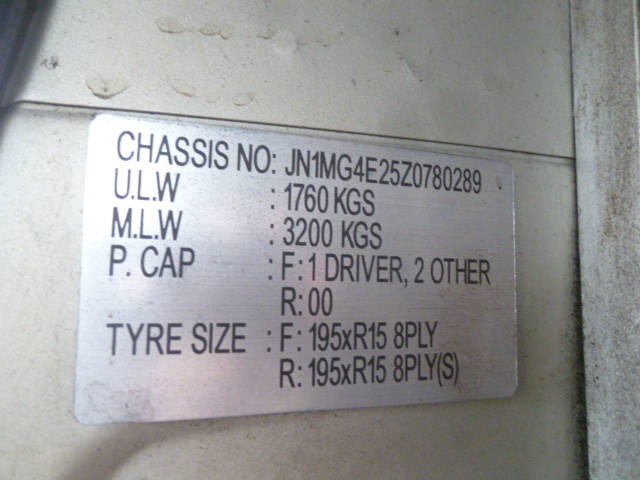 CHASSIS NO: JN1MG4E25Z0780289
U.L.W : 1760 KGS
M.L.W : 3200 KGS
P. CAP : F: 1 DRIVER, 2 OTHER
R: 00
TYRE SIZE : F: 195xR15 8PLY
R: 195xR15 8PLY(S)